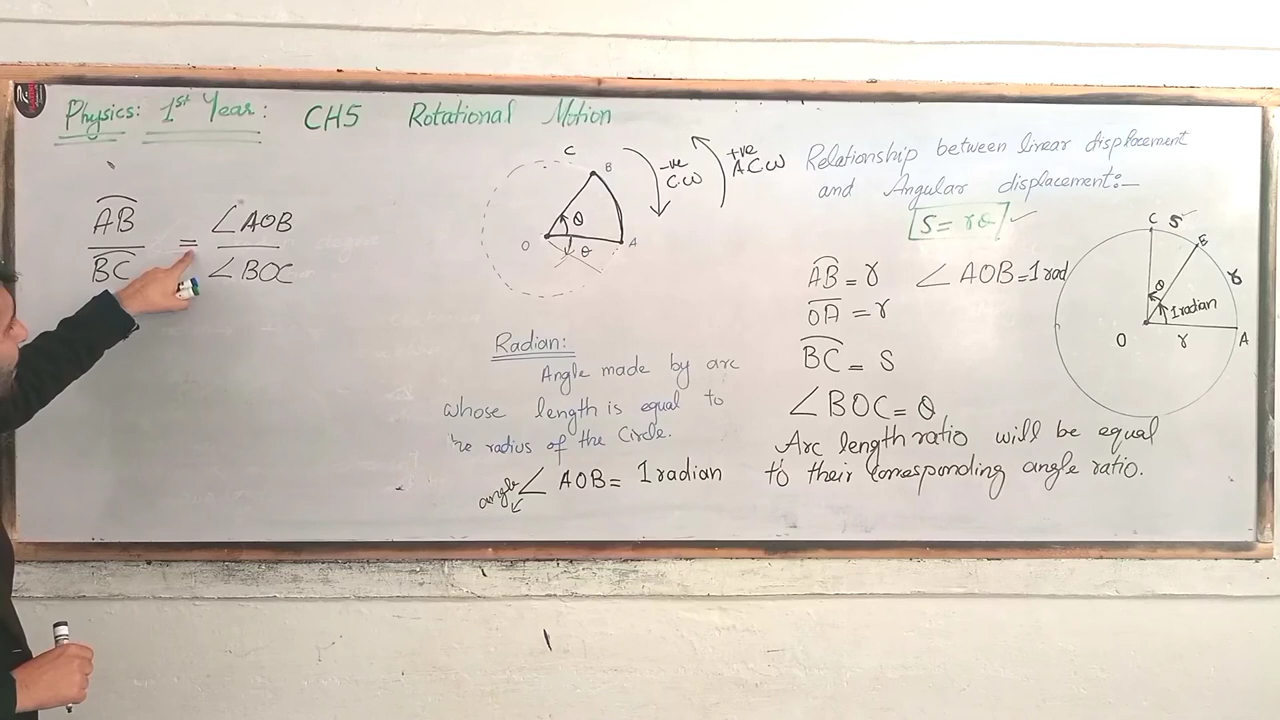 Physics: 1st Year: CH5 Rotational Motion
AB = ∠AOB
BC ∠BOC
C
B
θ
O
θ
A
-ve
C.W
+ve
A C.W
Relationship between linear displacement
and Angular displacement:-
S = rθ ✓
AB = r ∠AOB = 1 rad
OA = r
BC = S
∠BOC = θ
Arc length ratio will be equal
to their corresponding angle ratio.
C S
B
r
θ
1 radian
O r A
Radian:
Angle made by arc
whose length is equal to
he radius of the Circle.
angle ∠ AOB = 1 radian